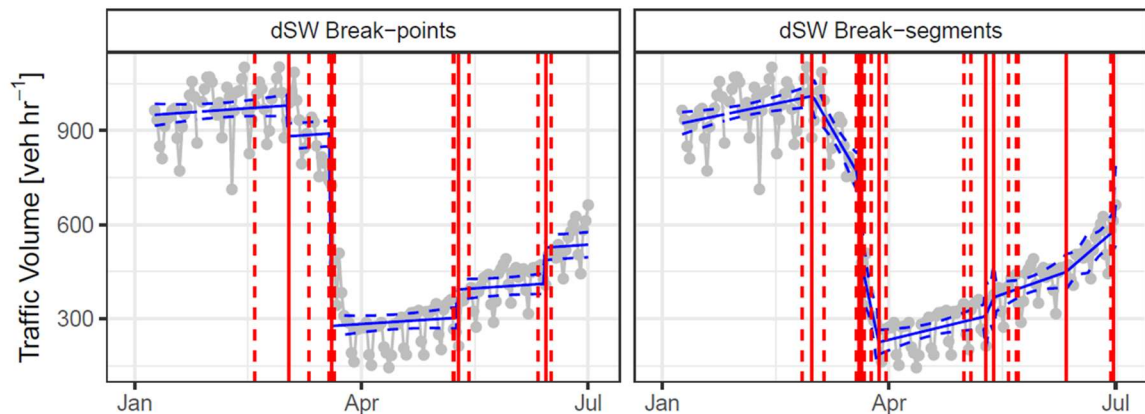 dSW Break-points
dSW Break-segments
Traffic Volume [veh hr⁻¹]
900
600
300
Jan
Apr
Jul
Jan
Apr
Jul